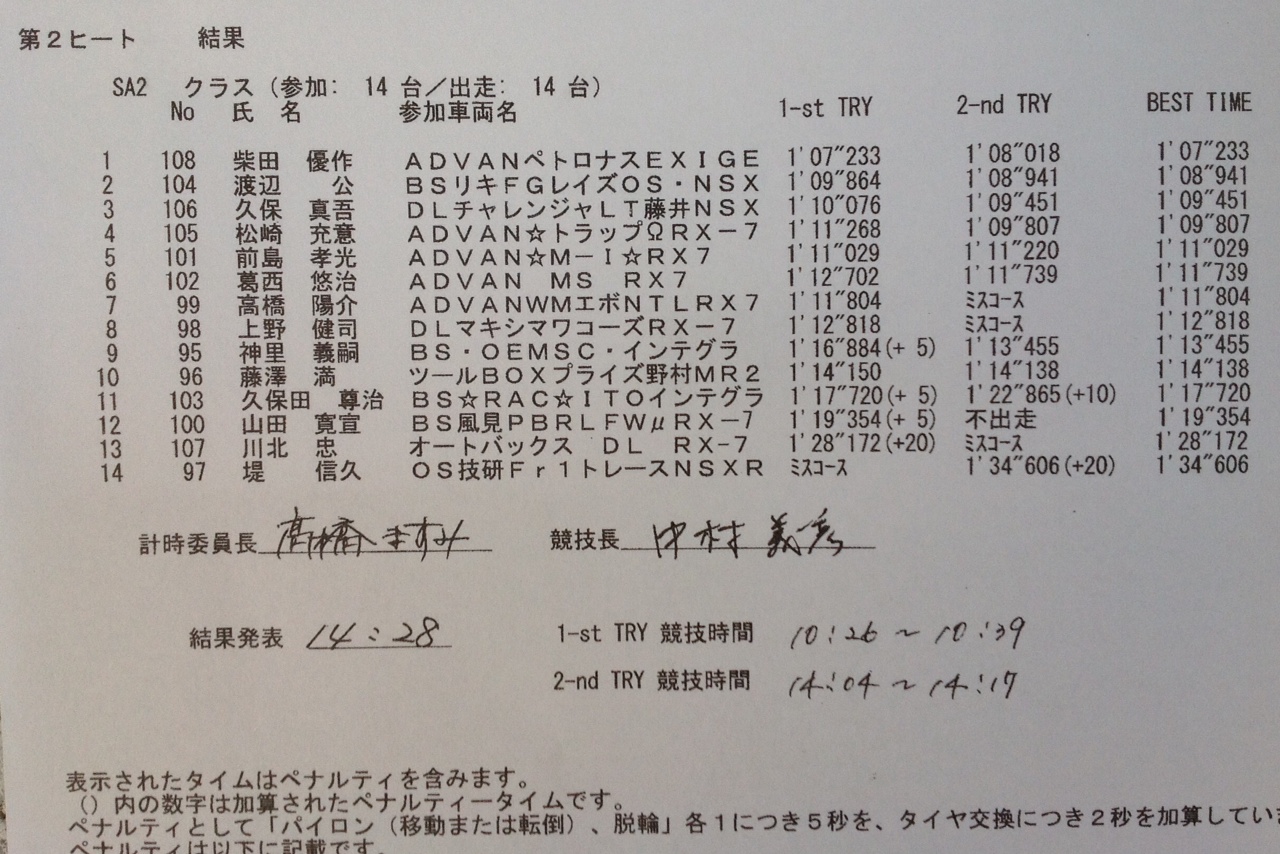 第2ヒート 結果
SA2 クラス (参加: 14 台/出走: 14 台)
No 氏 名 参加車両名 1-st TRY 2-nd TRY BEST TIME
1 108 柴田 優作 ADVANペトロナスEXIGE 1'07"233 1'08"018 1'07"233
2 104 渡辺 公 BSリキFGレイズOS・NSX 1'09"864 1'08"941 1'08"941
3 106 久保 真吾 DLチャレンジャLT藤井NSX 1'10"076 1'09"451 1'09"451
4 105 松崎 充意 ADVAN☆トラップΩRX-7 1'11"268 1'09"807 1'09"807
5 101 前島 孝光 ADVAN☆M-I☆RX7 1'11"029 1'11"220 1'11"029
6 102 葛西 悠治 ADVAN MS RX7 1'12"702 1'11"739 1'11"739
7 99 高橋 陽介 ADVANWMエボNTLRX7 1'11"804 ミスコース 1'11"804
8 98 上野 健司 DLマキシマワコーズRX-7 1'12"818 ミスコース 1'12"818
9 95 神里 義嗣 BS・OEMSC・インテグラ 1'16"884(+ 5) 1'13"455 1'13"455
10 96 藤澤 満 ツールBOXプライズ野村MR2 1'14"150 1'14"138 1'14"138
11 103 久保田 尊治 BS☆RAC☆ITOインテグラ 1'17"720(+ 5) 1'22"865(+10) 1'17"720
12 100 山田 寛宣 BS風見PBRLFWμRX-7 1'19"354(+ 5) 不出走 1'19"354
13 107 川北 忠 オートバックス DL RX-7 1'28"172(+20) ミスコース 1'28"172
14 97 堤 信久 OS技研Fr1トレースNSXR ミスコース 1'34"606(+20) 1'34"606
計時委員長 高橋ますみ 競技長 中村 義彦
結果発表 14:28 1-st TRY 競技時間 10:26 ~ 10:39
2-nd TRY 競技時間 14:04 ~ 14:17
表示されたタイムはペナルティを含みます。
()内の数字は加算されたペナルティータイムです。
ペナルティとして「パイロン(移動または転倒)、脱輪」各1につき5秒を、タイヤ交換につき2秒を加算していま
ペナルティは以下に記載です。